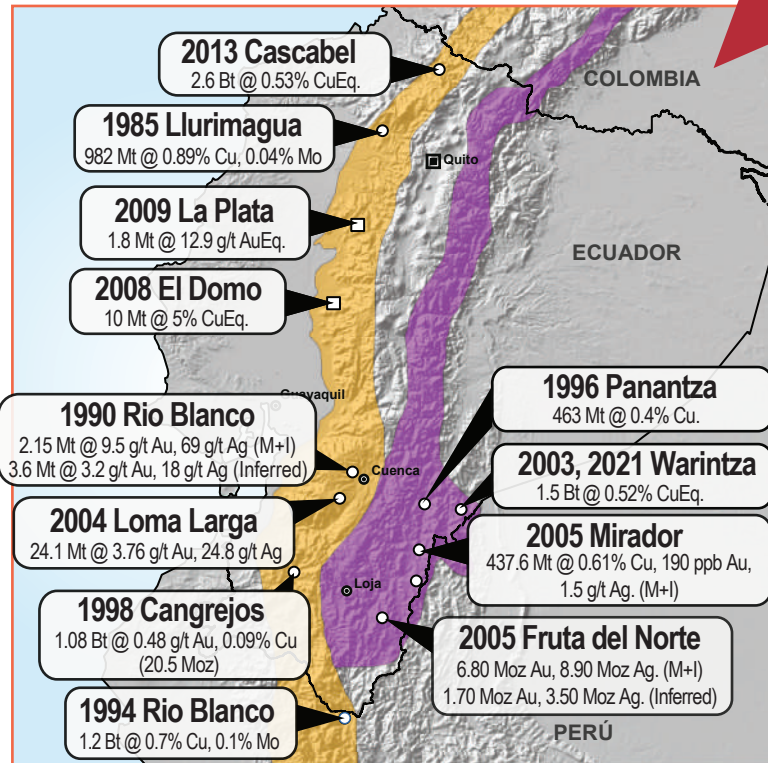 2013 Cascabel
2.6 Bt @ 0.53% CuEq.
COLOMBIA
1985 Llurimagua
982 Mt @ 0.89% Cu, 0.04% Mo
Quito
2009 La Plata
1.8 Mt @ 12.9 g/t AuEq.
ECUADOR
2008 El Domo
10 Mt @ 5% CuEq.
Guayaquil
1996 Panantza
463 Mt @ 0.4% Cu.
1990 Rio Blanco
2.15 Mt @ 9.5 g/t Au, 69 g/t Ag (M+I)
3.6 Mt @ 3.2 g/t Au, 18 g/t Ag (Inferred)
Cuenca
2003, 2021 Warintza
1.5 Bt @ 0.52% CuEq.
2004 Loma Larga
24.1 Mt @ 3.76 g/t Au, 24.8 g/t Ag
2005 Mirador
437.6 Mt @ 0.61% Cu, 190 ppb Au,
1.5 g/t Ag. (M+I)
Loja
1998 Cangrejos
1.08 Bt @ 0.48 g/t Au, 0.09% Cu
(20.5 Moz)
2005 Fruta del Norte
6.80 Moz Au, 8.90 Moz Ag. (M+I)
1.70 Moz Au, 3.50 Moz Ag. (Inferred)
1994 Rio Blanco
1.2 Bt @ 0.7% Cu, 0.1% Mo
PERÚ